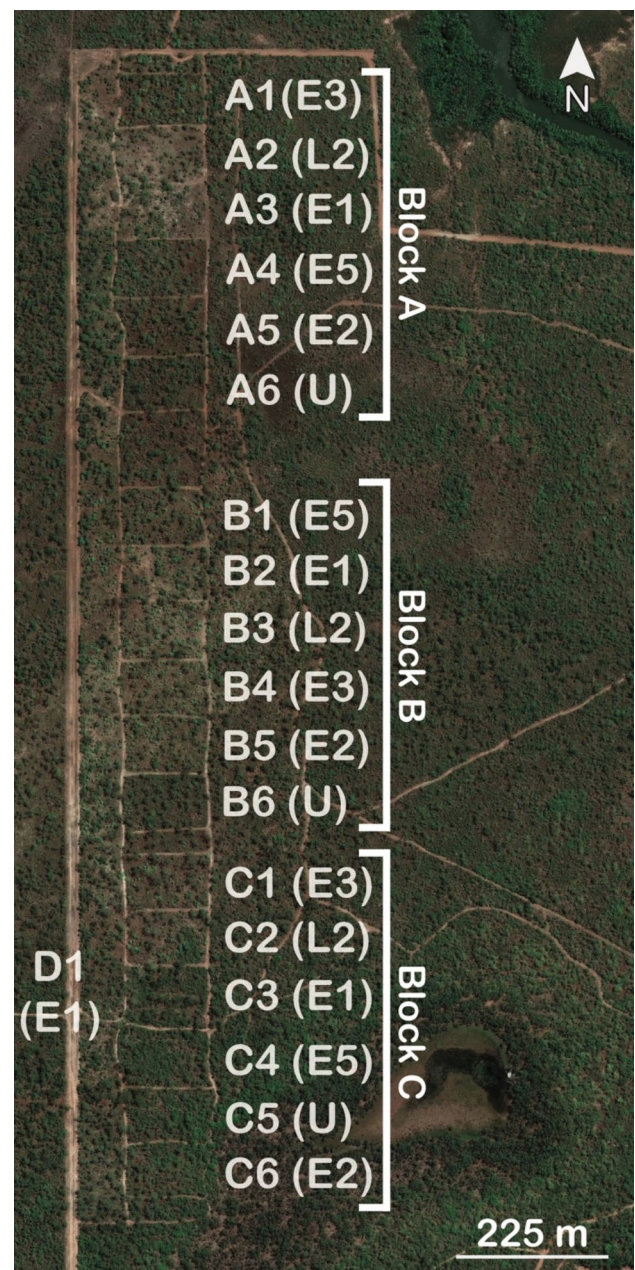 N
A1(E3)
A2 (L2)
A3 (E1)
A4 (E5)
A5 (E2)
A6 (U)
Block A
B1 (E5)
B2 (E1)
B3 (L2)
B4 (E3)
B5 (E2)
B6 (U)
Block B
C1 (E3)
C2 (L2)
C3 (E1)
C4 (E5)
C5 (U)
C6 (E2)
Block C
D1
(E1)
225 m